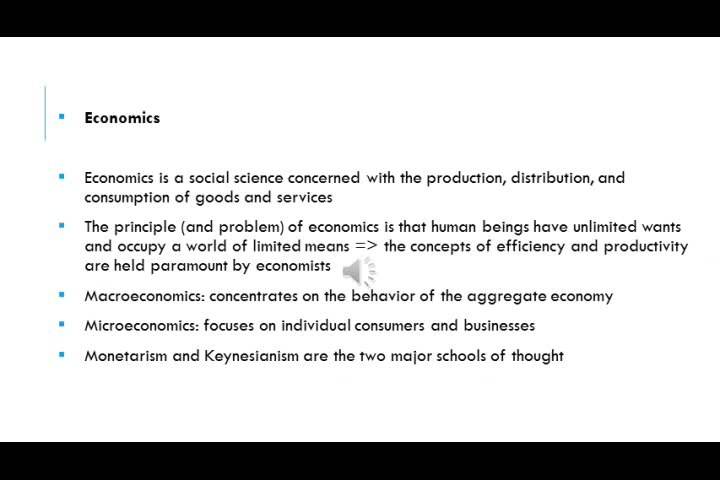 Economics
Economics is a social science concerned with the production, distribution, and
consumption of goods and services
The principle (and problem) of economics is that human beings have unlimited wants
and occupy a world of limited means => the concepts of efficiency and productivity
are held paramount by economists
Macroeconomics: concentrates on the behavior of the aggregate economy
Microeconomics: focuses on individual consumers and businesses
Monetarism and Keynesianism are the two major schools of thought